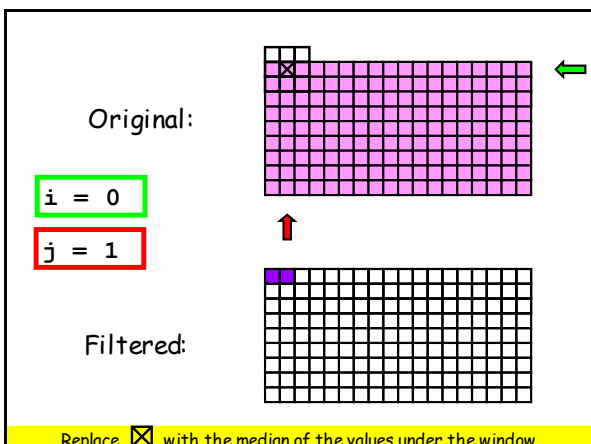 Original:
i = 0
j = 1
Filtered:
Replace with the median of the values under the window